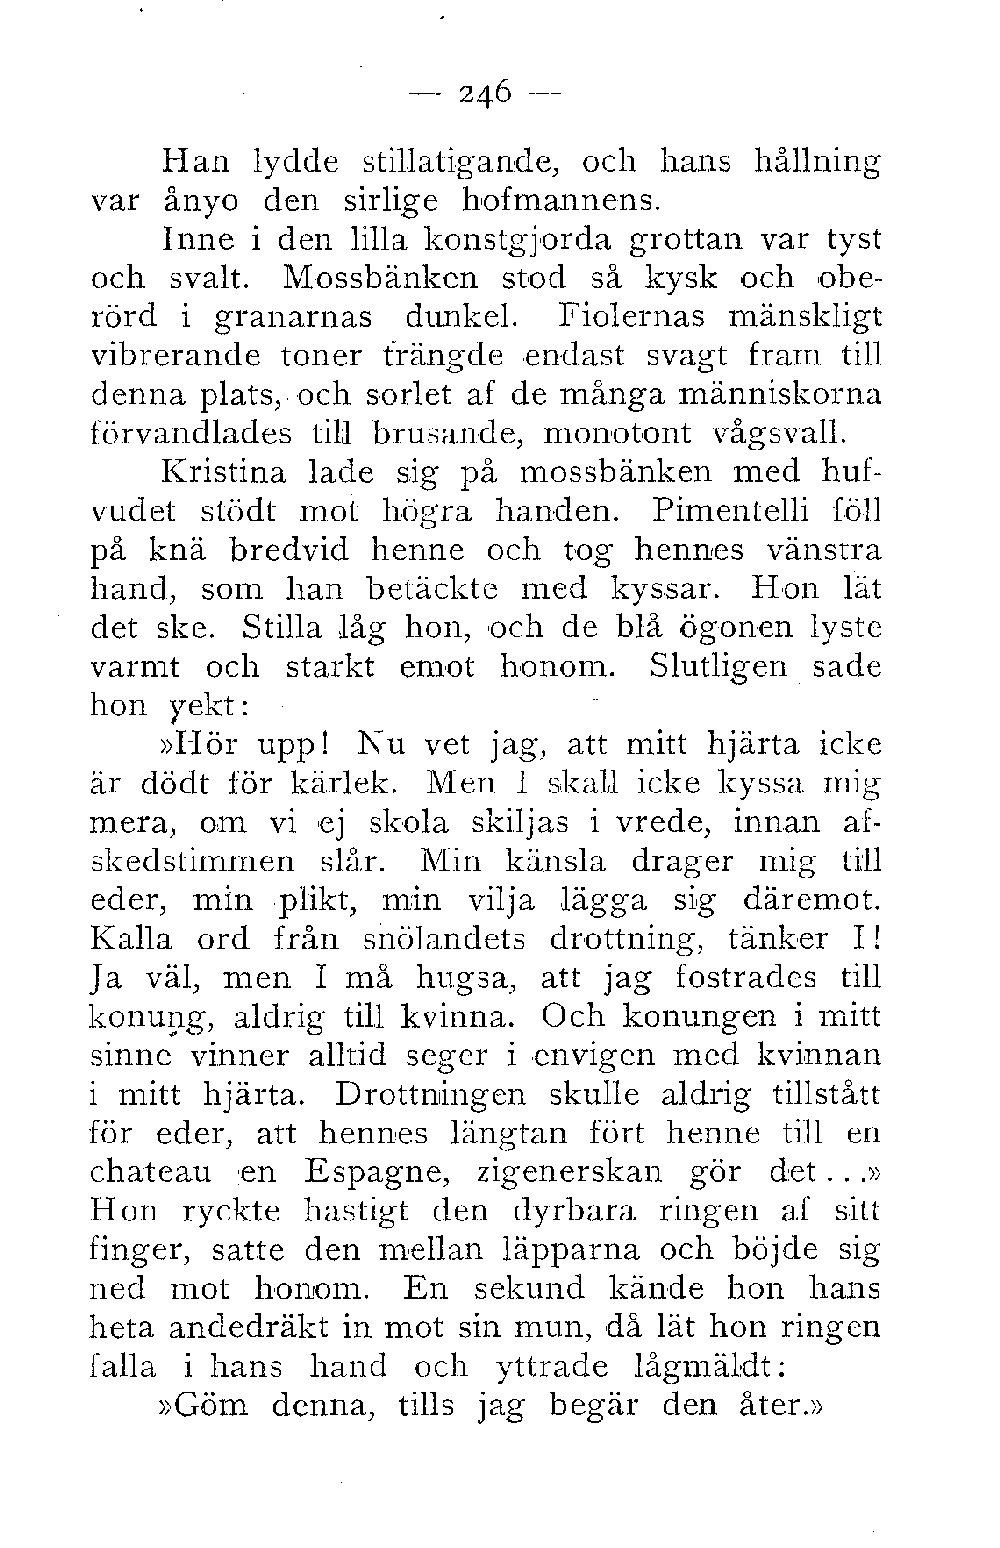 — 246 —
Han lydde stillatigande, och hans hållning
var ånyo den sirlige hofmannens.
Inne i den lilla konstgjorda grottan var tyst
och svalt. Mossbänken stod så kysk och obe-
rörd i granarnas dunkel. Fiolernas mänskligt
vibrerande toner trängde endast svagt fram till
denna plats, och sorlet af de många människorna
förvandlades till brusande, monotont vågsvall.
Kristina lade sig på mossbänken med huf-
vudet stödt mot högra handen. Pimentelli föll
på knä bredvid henne och tog hennes vänstra
hand, som han betäckte med kyssar. Hon lät
det ske. Stilla låg hon, och de blå ögonen lyste
varmt och starkt emot honom. Slutligen sade
hon yekt:
»Hör upp! Nu vet jag, att mitt hjärta icke
är dödt för kärlek. Men I skall icke kyssa mig
mera, om vi ej skola skiljas i vrede, innan af-
skedstimmen slår. Min känsla drager mig till
eder, min plikt, min vilja lägga sig däremot.
Kalla ord från snölandets drottning, tänker I!
Ja väl, men I må hugsa, att jag fostrades till
konung, aldrig till kvinna. Och konungen i mitt
sinne vinner alltid seger i envigen med kvinnan
i mitt hjärta. Drottningen skulle aldrig tillstått
för eder, att hennes längtan fört henne till en
chateau en Espagne, zigenerskan gör det...»
Hon ryckte hastigt den dyrbara ringen af sitt
finger, satte den mellan läpparna och böjde sig
ned mot honom. En sekund kände hon hans
heta andedräkt in mot sin mun, då lät hon ringen
falla i hans hand och yttrade lågmäldt:
»Göm denna, tills jag begär den åter.»